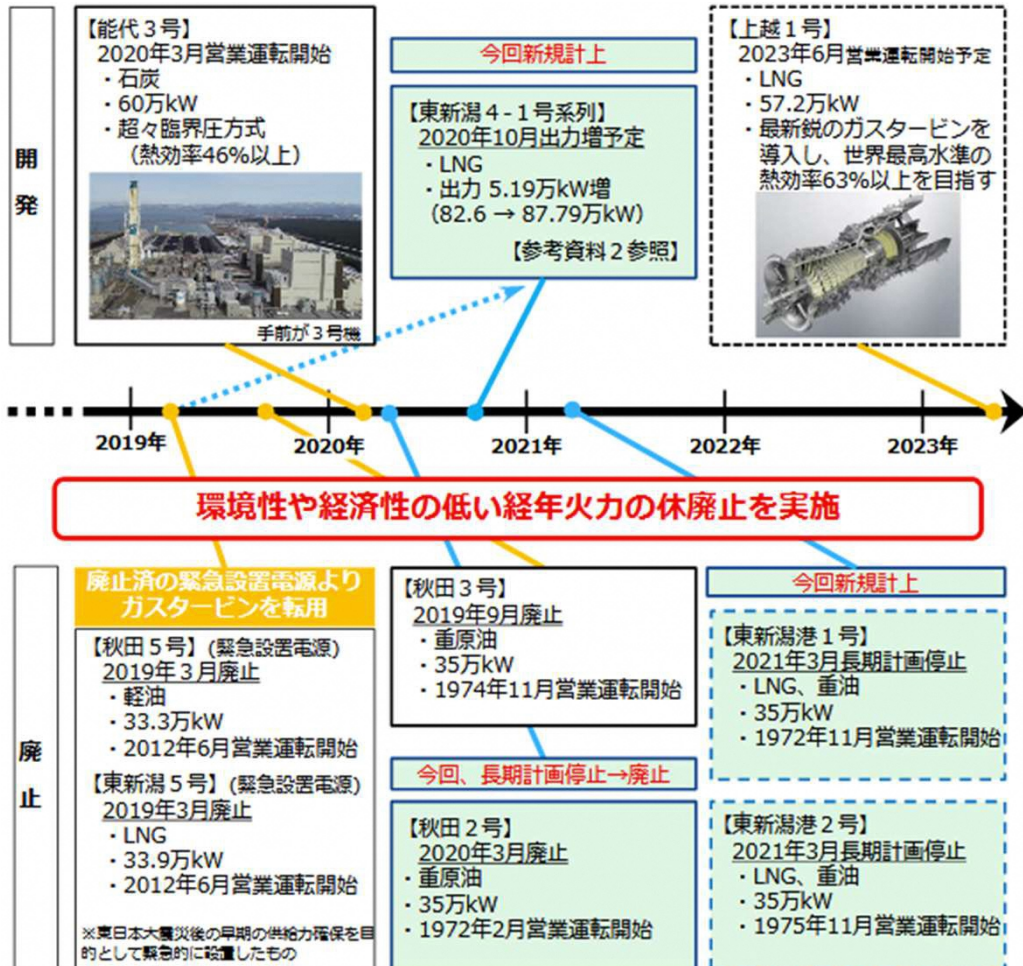 開
発
【能代３号】
2020年3月営業運転開始
・石炭
・60万kW
・超々臨界圧方式
（熱効率46%以上）
手前が３号機
今回新規計上
【東新潟４-１号系列】
2020年10月出力増予定
・LNG
・出力 5.19万kW増
（82.6 → 87.79万kW）
【参考資料２参照】
【上越１号】
2023年6月営業運転開始予定
・LNG
・57.2万kW
・最新鋭のガスタービンを
導入し、世界最高水準の
熱効率63%以上を目指す
2019年
2020年
2021年
2022年
2023年
環境性や経済性の低い経年火力の休廃止を実施
廃
止
廃止済の緊急設置電源より
ガスタービンを転用
【秋田５号】(緊急設置電源)
2019年３月廃止
・軽油
・33.3万kW
・2012年6月営業運転開始
【東新潟５号】(緊急設置電源)
2019年3月廃止
・LNG
・33.9万kW
・2012年6月営業運転開始
※東日本大震災後の早期の供給力確保を目
的として緊急的に設置したもの
【秋田３号】
2019年9月廃止
・重原油
・35万kW
・1974年11月営業運転開始
今回、長期計画停止→廃止
【秋田２号】
2020年3月廃止
・重原油
・35万kW
・1972年2月営業運転開始
今回新規計上
【東新潟港１号】
2021年3月長期計画停止
・LNG、重油
・35万kW
・1972年11月営業運転開始
【東新潟港２号】
2021年3月長期計画停止
・LNG、重油
・35万kW
・1975年11月営業運転開始